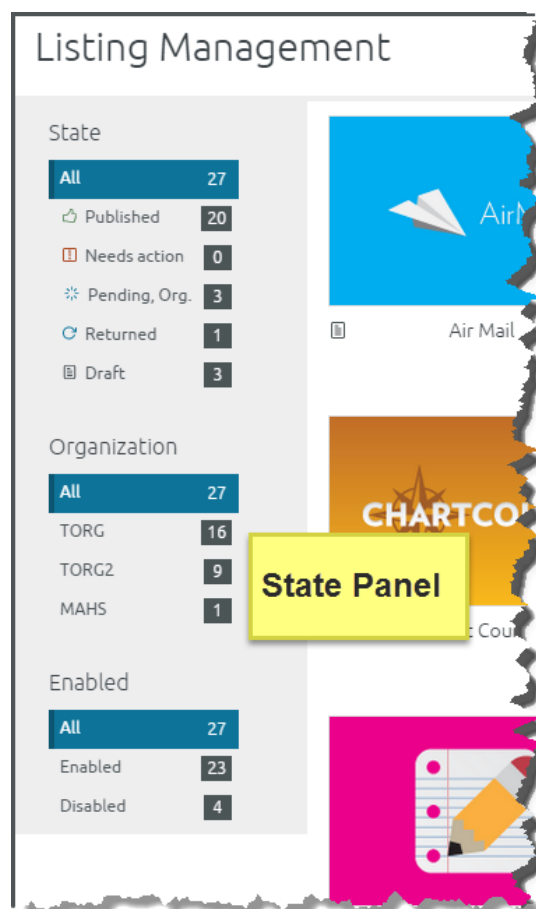 Listing Management
State
All 27
Published 20
Needs action 0
Pending, Org. 3
Returned 1
Draft 3
Organization
All 27
TORG 16
TORG2 9
MAHS 1
Enabled
All 27
Enabled 23
Disabled 4
Air Mail
CHARTCO
State Panel